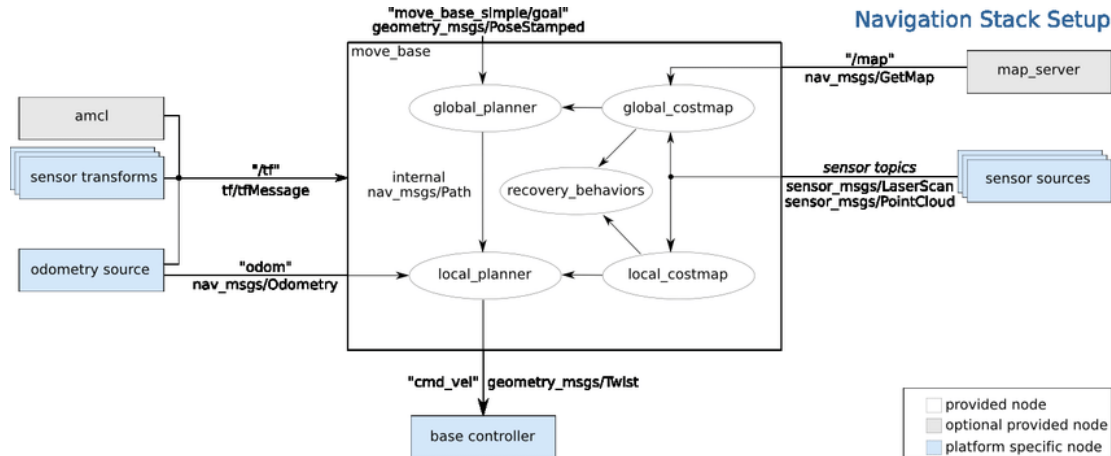 "move_base_simple/goal"
geometry_msgs/PoseStamped
Navigation Stack Setup
move_base
"/map"
nav_msgs/GetMap
map_server
global_planner
global_costmap
amcl
sensor transforms
"/tf"
tf/tfMessage
internal
nav_msgs/Path
recovery_behaviors
sensor topics
sensor_msgs/LaserScan
sensor_msgs/PointCloud
sensor sources
odometry source
"odom"
nav_msgs/Odometry
local_planner
local_costmap
"cmd_vel" geometry_msgs/Twist
base controller
provided node
optional provided node
platform specific node